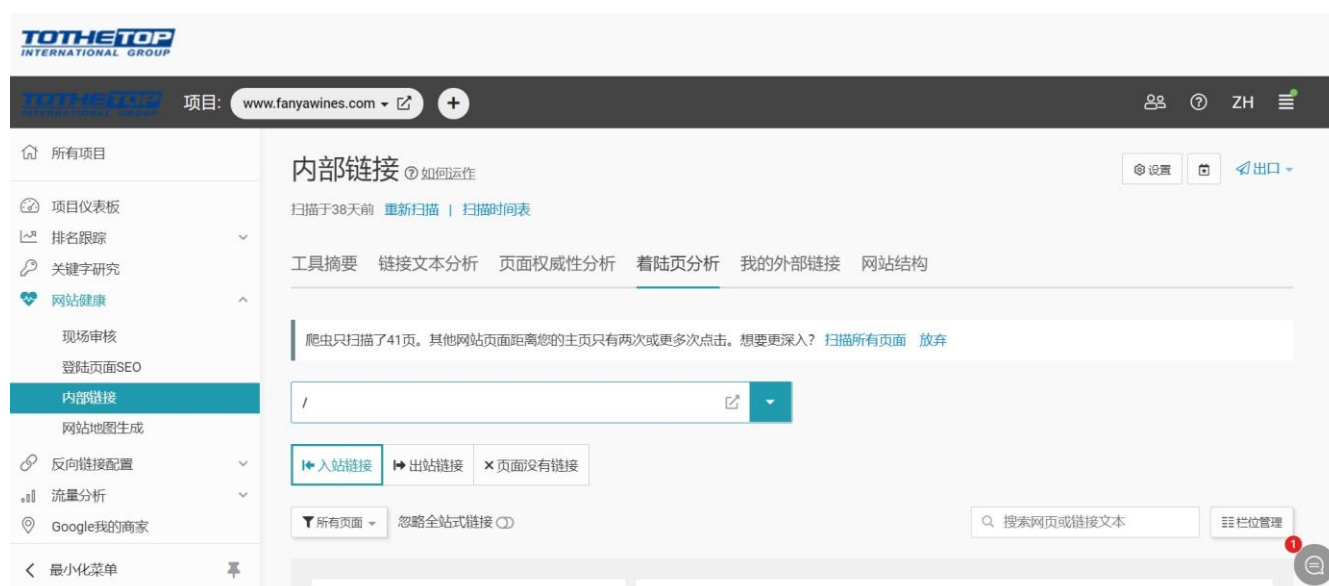 TOTHETOP
INTERNATIONAL GROUP
TOTHETOP
INTERNATIONAL GROUP
项目: www.fanyawines.com
ZH
所有项目
项目仪表板
排名跟踪
关键字研究
网站健康
现场审核
登陆页面SEO
内部链接
网站地图生成
反向链接配置
流量分析
Google我的商家
最小化菜单
内部链接 如何运作
设置
出口
扫描于38天前 重新扫描 | 扫描时间表
工具摘要 链接文本分析 页面权威性分析 着陆页分析 我的外部链接 网站结构
爬虫只扫描了41页。其他网站页面距离您的主页只有两次或更多次点击。想要更深入? 扫描所有页面 放弃
/
入站链接 出站链接 页面没有链接
所有页面 忽略全站式链接
搜索网页或链接文本
栏位管理
1